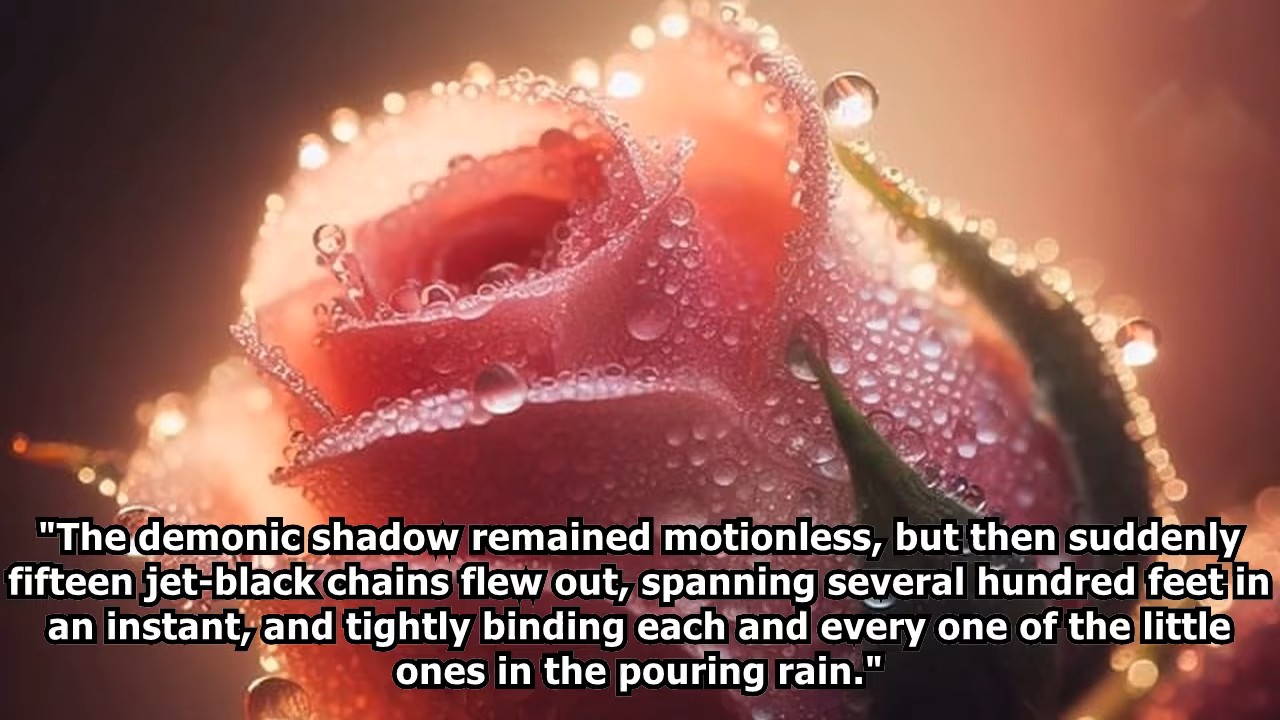 "The demonic shadow remained motionless, but then suddenly
fifteen jet-black chains flew out, spanning several hundred feet in
an instant, and tightly binding each and every one of the little
ones in the pouring rain."